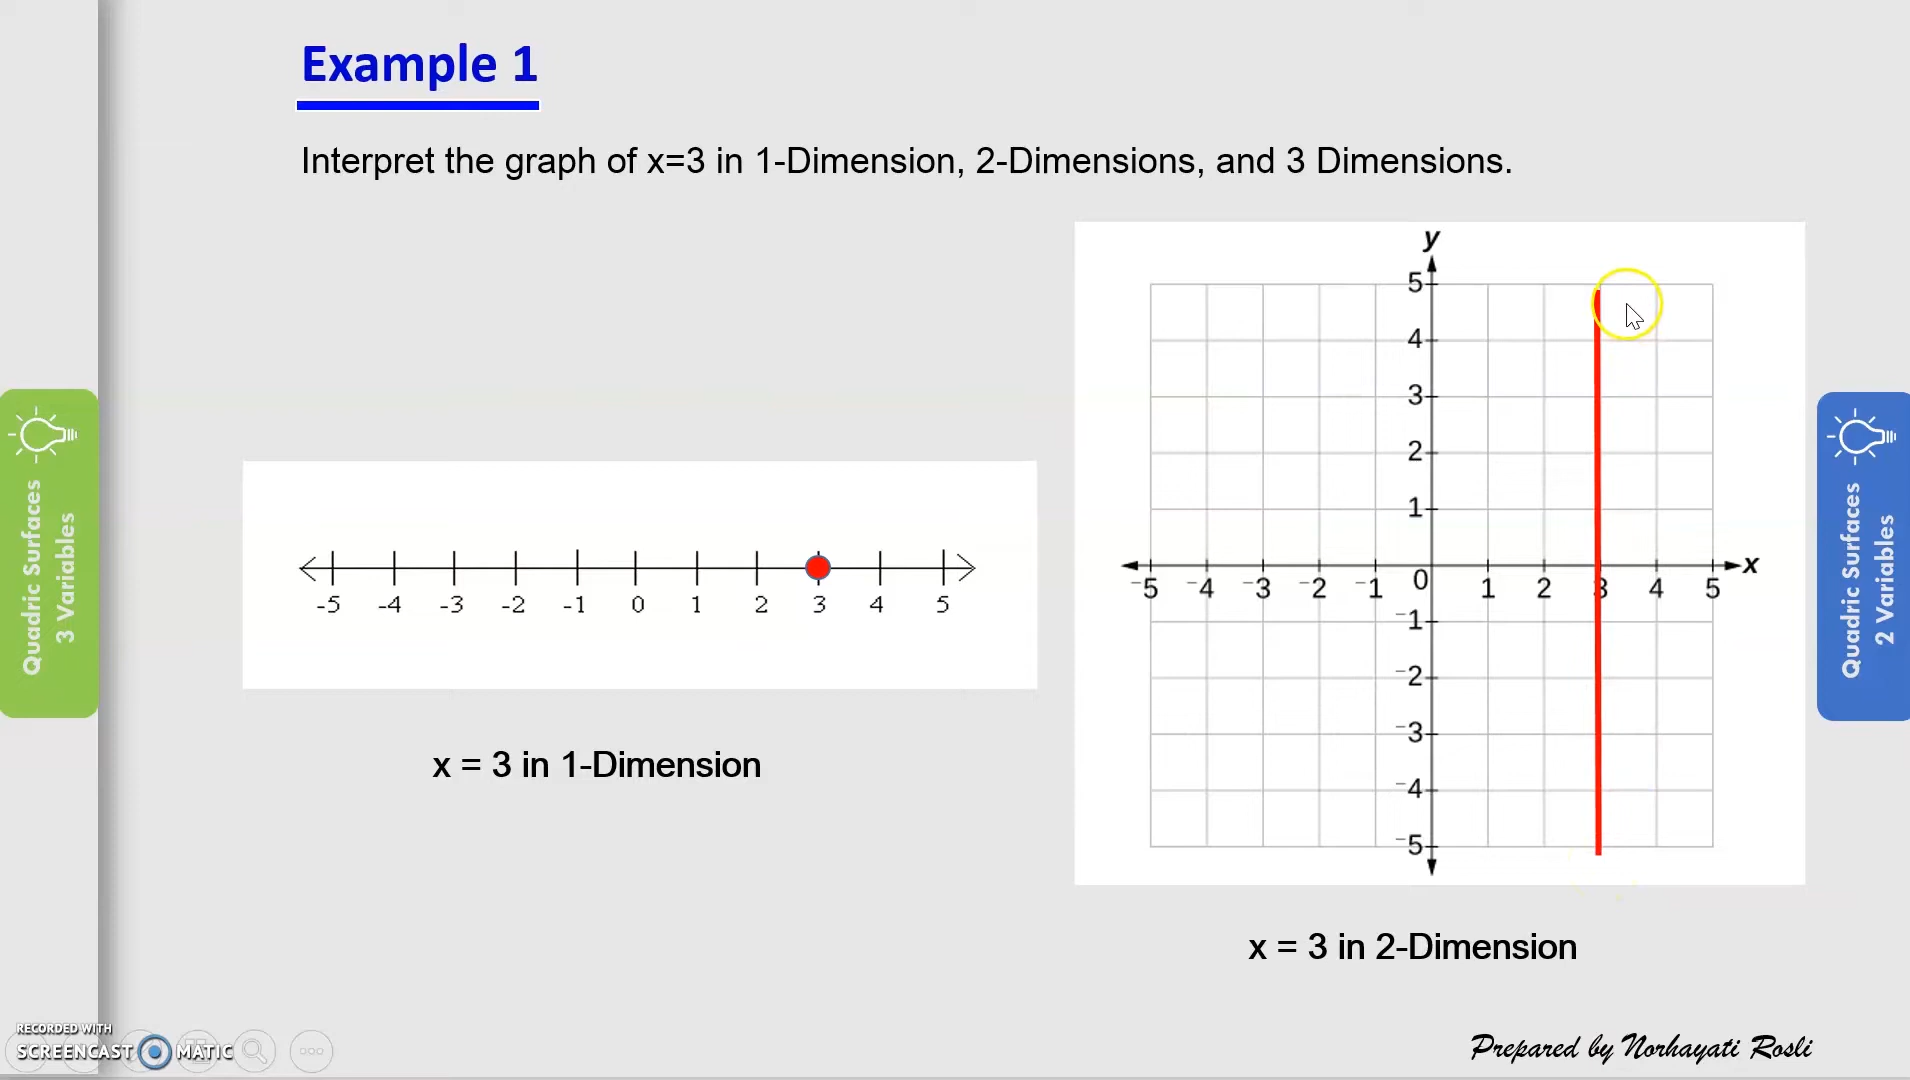 Example 1
Interpret the graph of x=3 in 1-Dimension, 2-Dimensions, and 3 Dimensions.
Quadric Surfaces
3 Variables
-5 -4 -3 -2 -1 0 1 2 3 4 5
x = 3 in 1-Dimension
y
5
4
3
2
1
x
-5 -4 -3 -2 -1 0 1 2 3 4 5
-1
-2
-3
-4
-5
x = 3 in 2-Dimension
Quadric Surfaces
2 Variables
RECORDED WITH
SCREENCAST MATIC
Prepared by Norhayati Rosli